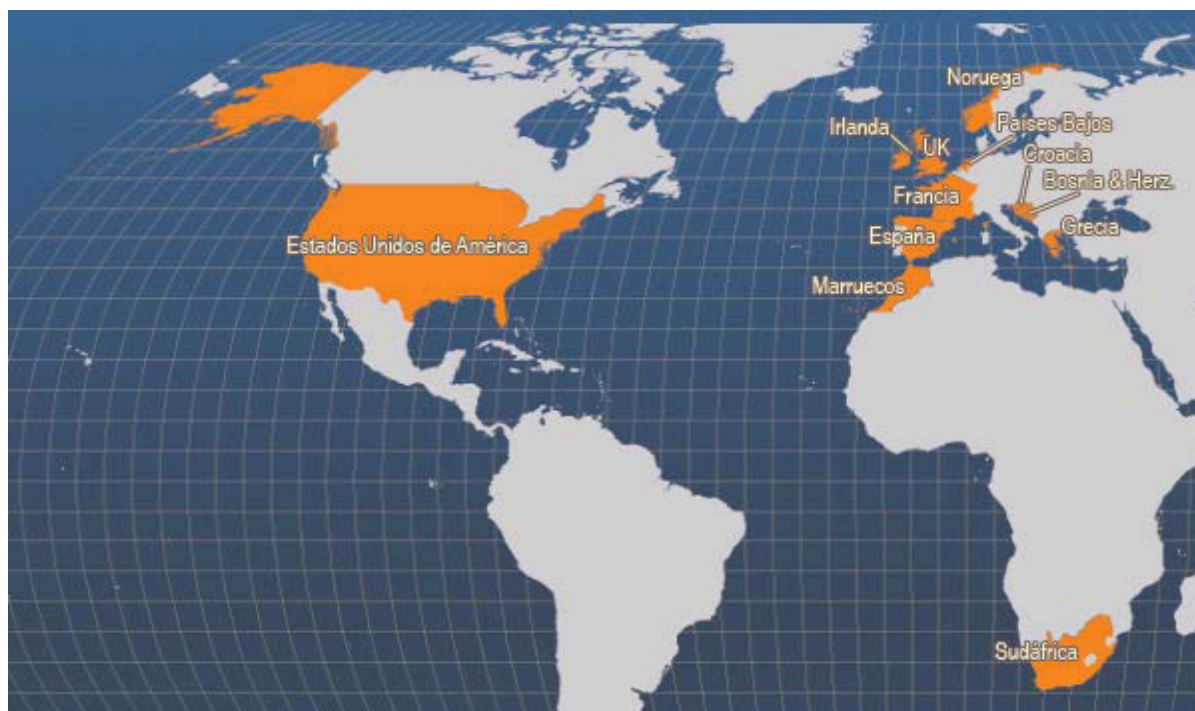 Noruega
Irlanda
Países Bajos
UK
Croacia
Bosnia & Herz.
Francia
Grecia
España
Estados Unidos de América
Marruecos
Sudáfrica